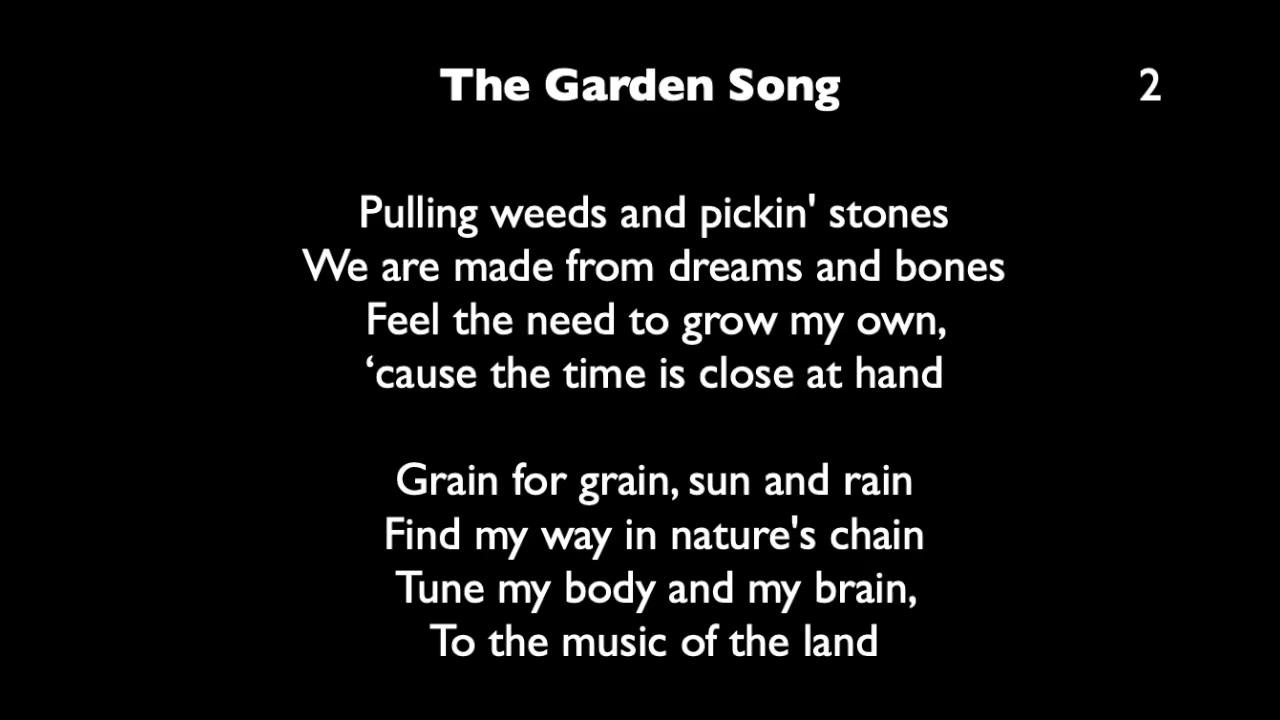 The Garden Song 2
Pulling weeds and pickin' stones
We are made from dreams and bones
Feel the need to grow my own,
‘cause the time is close at hand
Grain for grain, sun and rain
Find my way in nature's chain
Tune my body and my brain,
To the music of the land